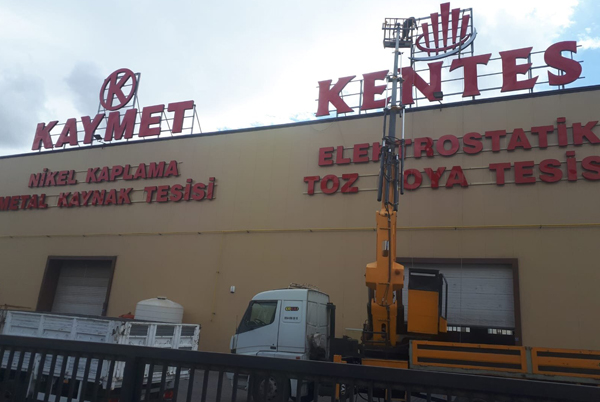 K
KAYMET
NİKEL KAPLAMA
METAL KAYNAK TESİSİ
KENTES
ELEKTROSTATİK
TOZ BOYA TESİSİ